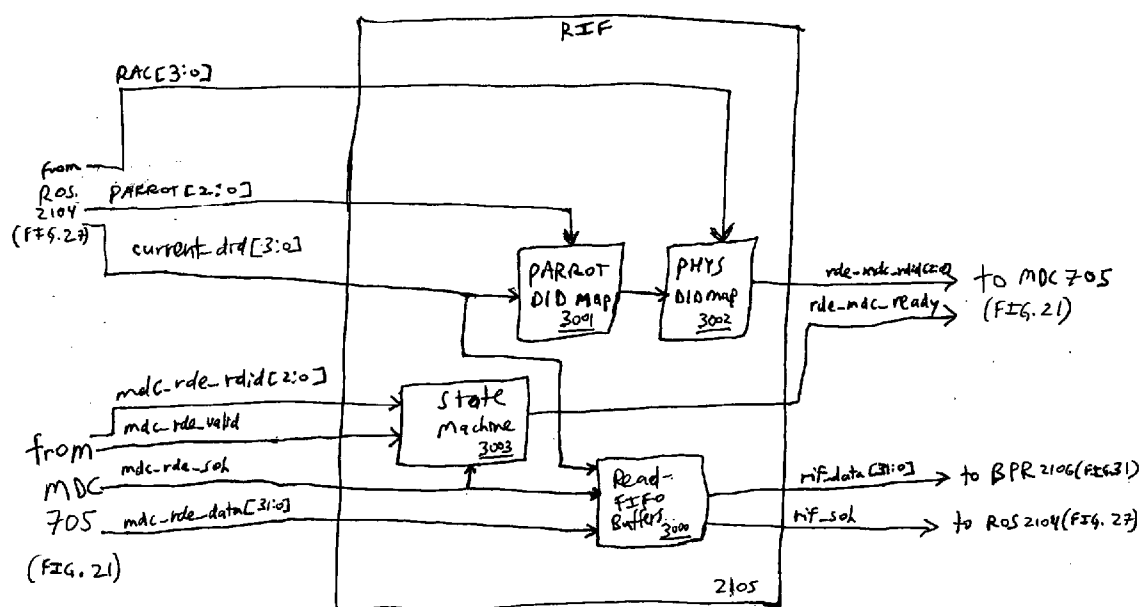 RIF
RAC[3:0]
from
ROS.
2104
(FIG.27)
PARROT[2:0]
current_did[3:0]
PARROT
DID Map
3001
PHYS
DID map
3002
rde_mdc_ready
to MDC 705
(FIG.21)
mdc_rde_rdid[2:0]
mdc_rde_valid
from
MDC
705
(FIG.21)
mdc_rde_soh
mdc_rde_data[31:0]
State
Machine
3003
Read-
FIFO
Buffers
3000
rif_data[31:0]
to BPR 2106(FIG.31)
rif_soh
to ROS 2104(FIG.27)
2105